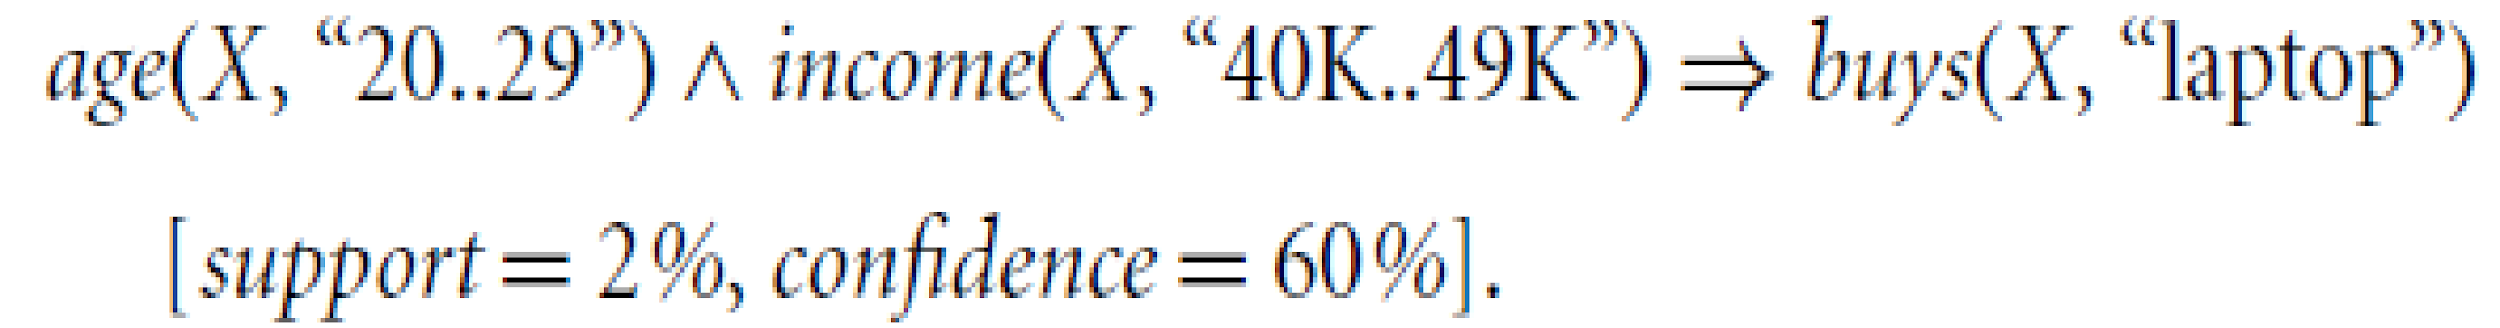 age(X, “20..29”) ∧ income(X, “40K..49K”) ⇒ buys(X, “laptop”)
[support = 2%, confidence = 60%].